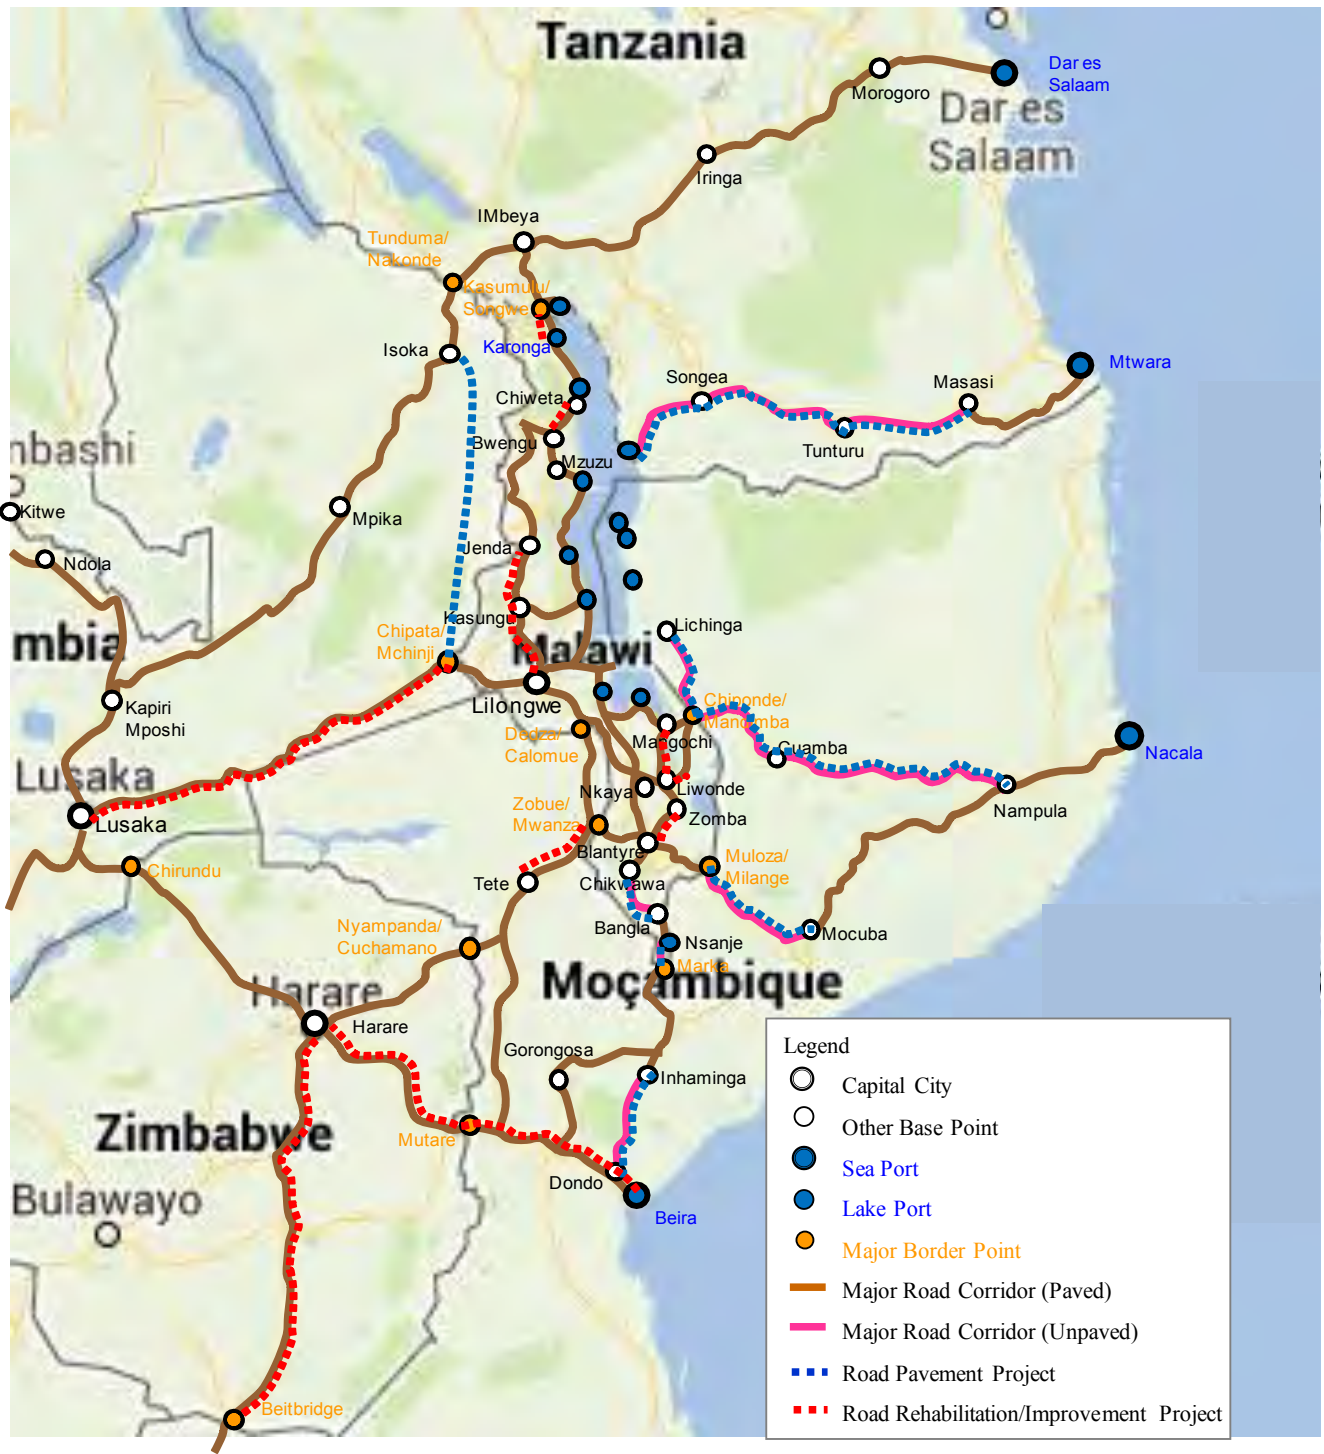 Tanzania
Dar es
Salaam
Morogoro
Dar es
Salaam
Iringa
IMbeya
Tunduma/
Nakonde
Kasumulu/
Songwe
Isoka
Karonga
Mtwara
Songea
Masasi
Chiweta
Bwengu
Tunturu
nbashi
Mzuzu
Kitwe
Mpika
Jenda
Ndola
Kasungu
Lichinga
Chipata/
Mchinji
mbia
Malawi
Lilongwe
Kapiri
Mposhi
Chiponde/
Mandimba
Dedza/
Calomue
Mangochi
Cuamba
Nacala
Lusaka
Nkaya
Liwonde
Nampula
Lusaka
Zobue/
Mwanza
Zomba
Blantyre
Muloza/
Milange
Chirundu
Tete
Chikwawa
Nyampanda/
Cuchamano
Bangla
Mocuba
Nsanje
Marka
Moçambique
Harare
Harare
Gorongosa
Inhaminga
Zimbabwe
Mutare
Dondo
Bulawayo
Beira
Beitbridge
Legend
Capital City
Other Base Point
Sea Port
Lake Port
Major Border Point
Major Road Corridor (Paved)
Major Road Corridor (Unpaved)
Road Pavement Project
Road Rehabilitation/Improvement Project